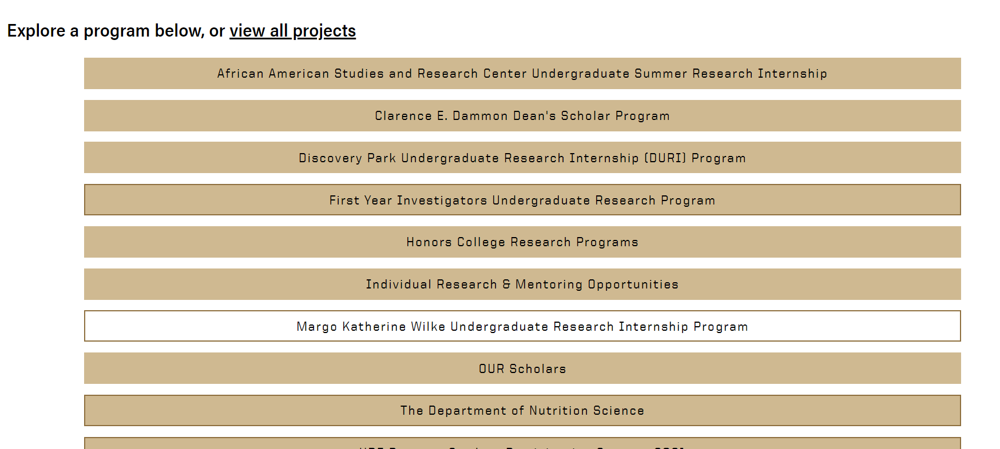 Explore a program below, or view all projects
African American Studies and Research Center Undergraduate Summer Research Internship
Clarence E. Dammon Dean's Scholar Program
Discovery Park Undergraduate Research Internship (DURI) Program
First Year Investigators Undergraduate Research Program
Honors College Research Programs
Individual Research & Mentoring Opportunities
Margo Katherine Wilke Undergraduate Research Internship Program
OUR Scholars
The Department of Nutrition Science